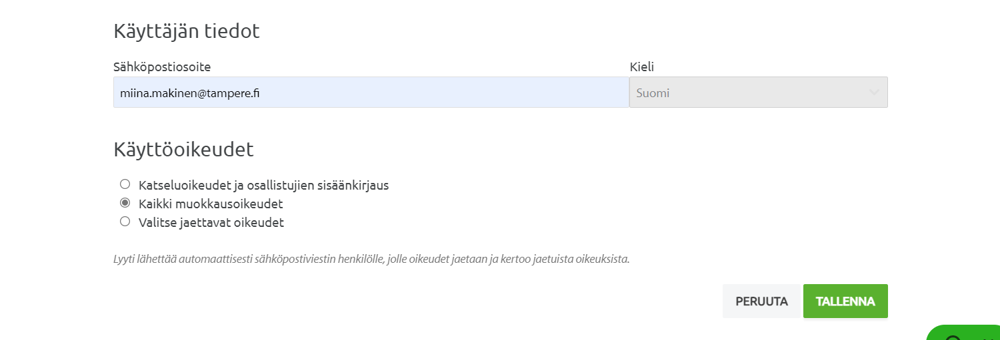 Käyttäjän tiedot
Sähköpostiosoite
Kieli
miina.makinen@tampere.fi
Suomi
Käyttöoikeudet
Katseluoikeudet ja osallistujien sisäänkirjaus
Kaikki muokkausoikeudet
Valitse jaettavat oikeudet
Lyyti lähettää automaattisesti sähköpostiviestin henkilölle, jolle oikeudet jaetaan ja kertoo jaetuista oikeuksista.
PERUUTA
TALLENNA